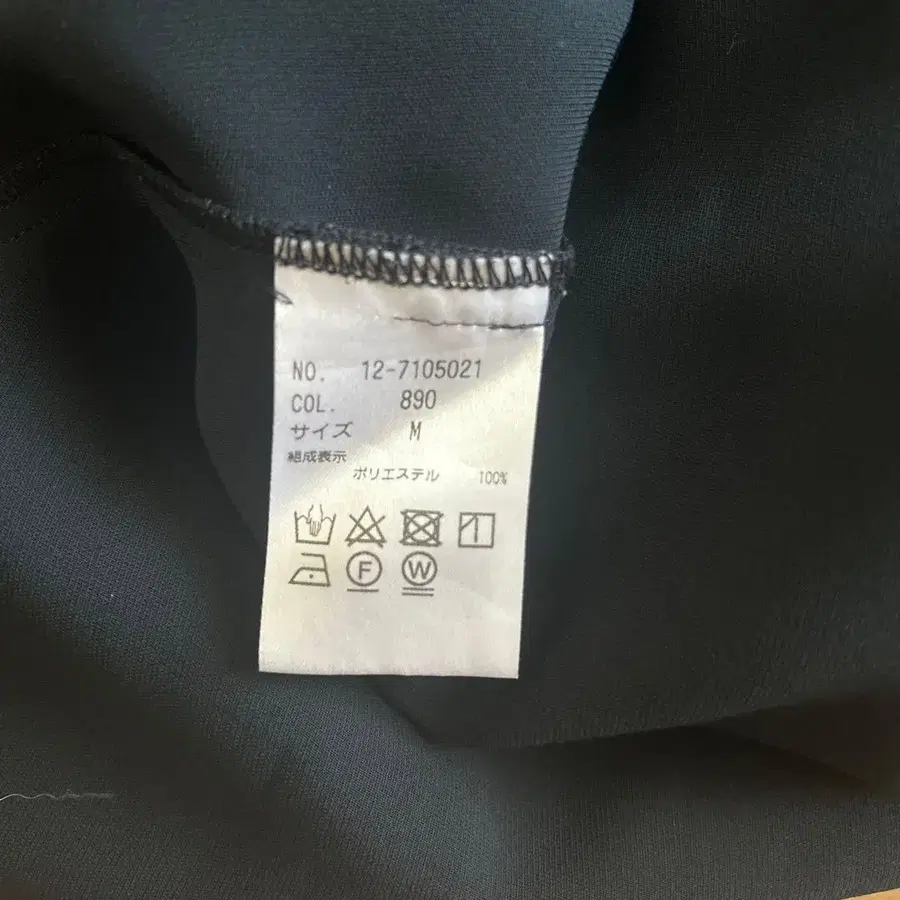 NO. 12-7105021
COL. 890
サイズ M
組成表示
ポリエステル 100%
F W